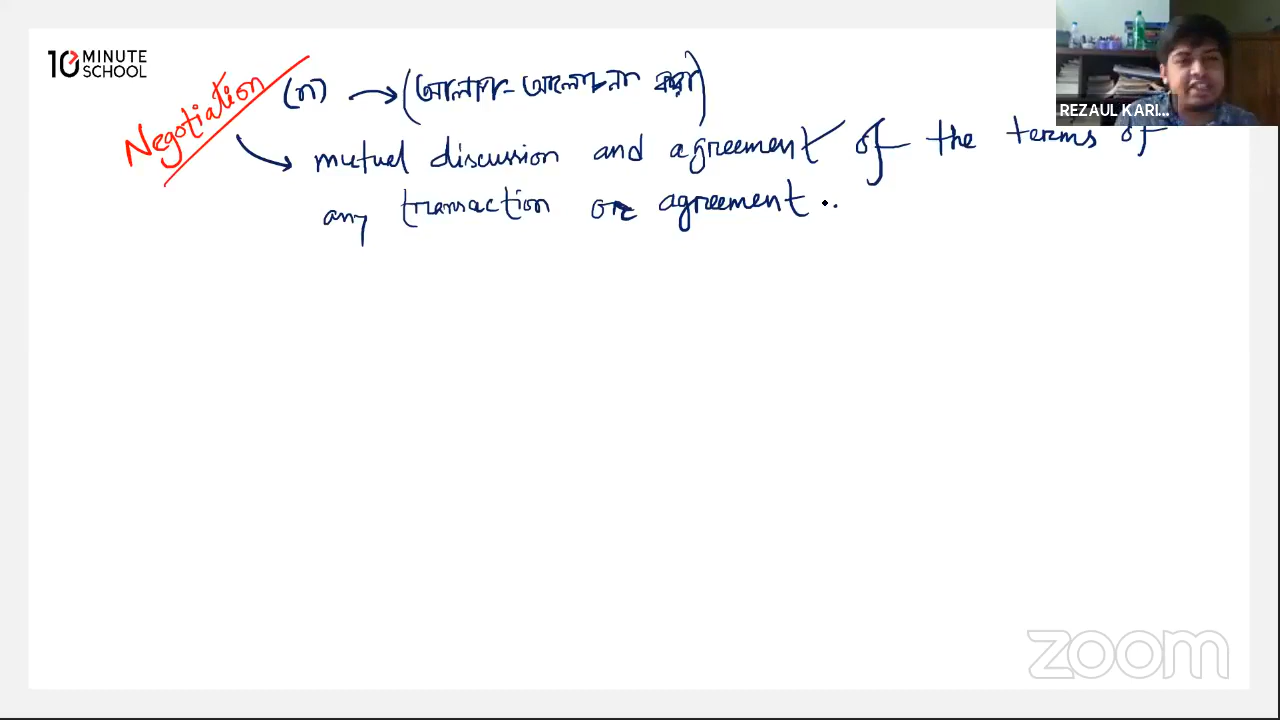 10 MINUTE SCHOOL
REZAUL KARI...
Negotiation (n) → (আলাপ-আলোচনা করা)
mutual discussion and agreement of the terms of
any transaction or agreement ..
zoom